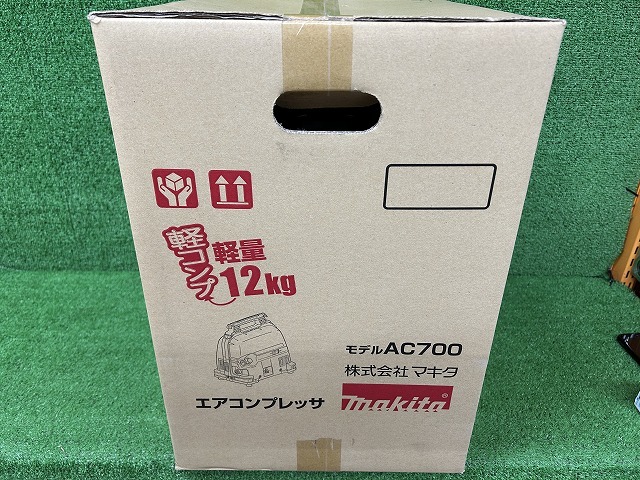 軽コンプ
軽量
12kg
モデルAC700
株式会社マキタ
エアコンプレッサ
makita®